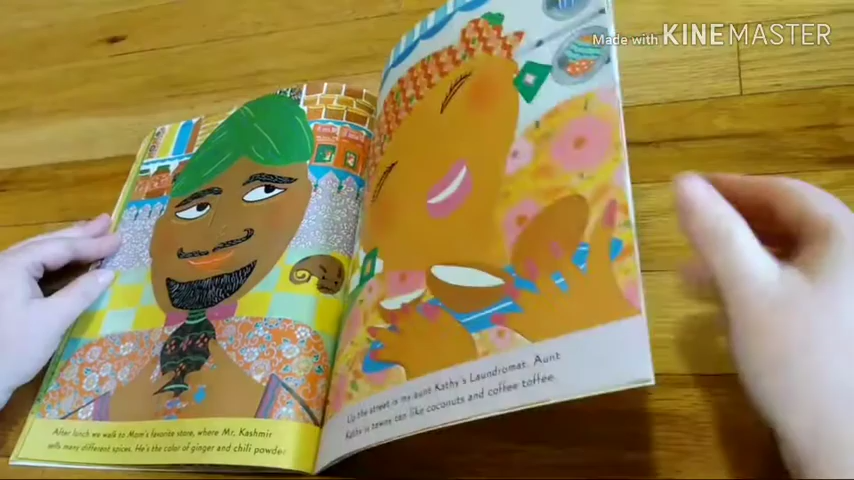 Made with KINEMASTER
After lunch we walk to Mom's favorite store, where Mr. Kashmir
sells many different spices. He's the color of ginger and chili powder.
Up the street is my aunt Kathy's Laundromat. Aunt
Kathy is tawny tan like coconuts and coffee toffee.